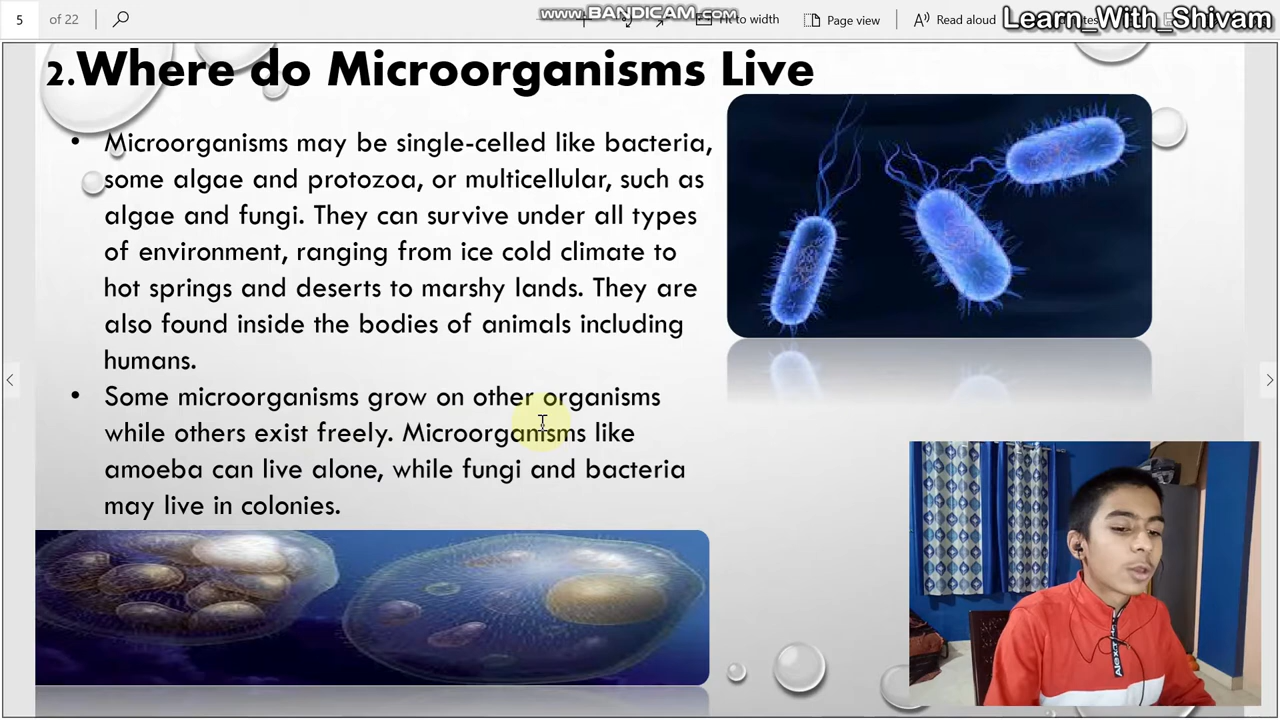 5 of 22
www.BANDICAM.com
Fit to width
Page view
Read aloud
Learn_With_Shivam
2.Where do Microorganisms Live
• Microorganisms may be single-celled like bacteria,
some algae and protozoa, or multicellular, such as
algae and fungi. They can survive under all types
of environment, ranging from ice cold climate to
hot springs and deserts to marshy lands. They are
also found inside the bodies of animals including
humans.
• Some microorganisms grow on other organisms
while others exist freely. Microorganisms like
amoeba can live alone, while fungi and bacteria
may live in colonies.